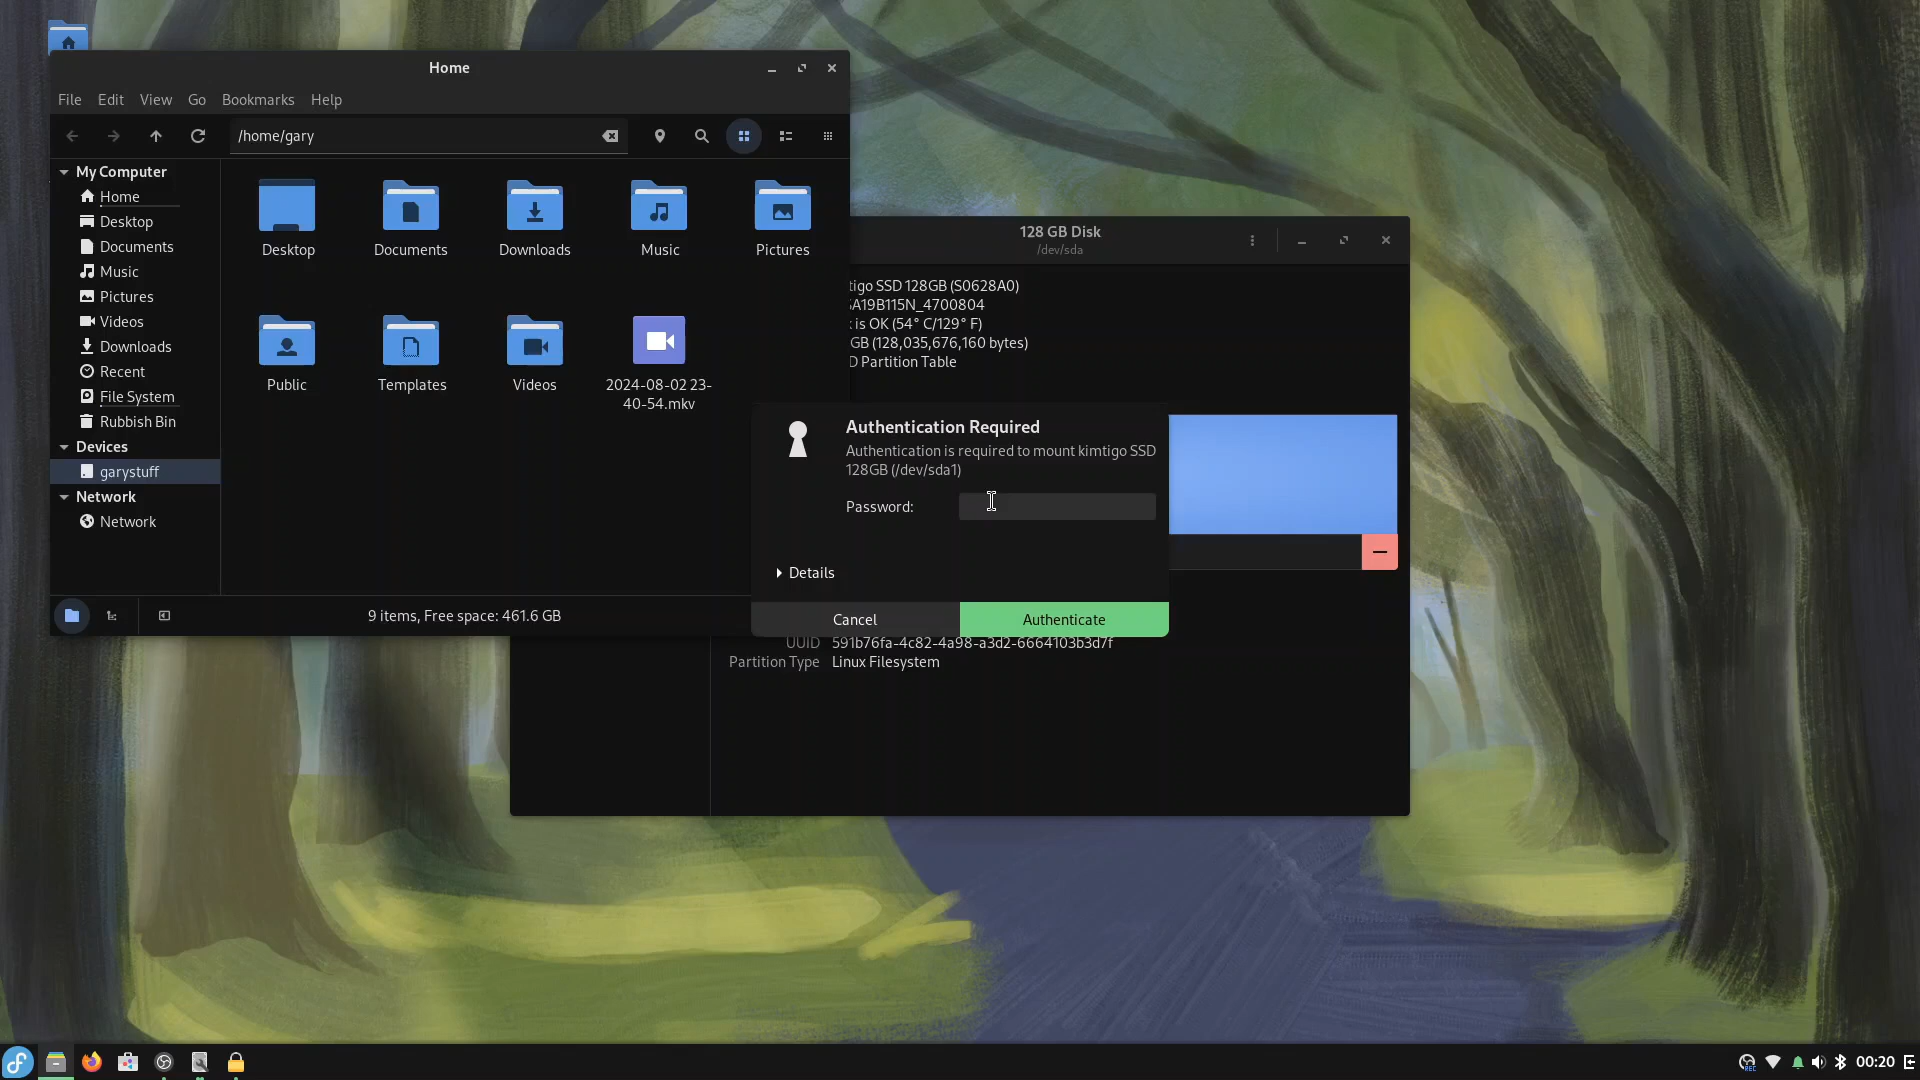 Home
File Edit View Go Bookmarks Help
/home/gary
My Computer
Home
Desktop
Documents
Music
Pictures
Videos
Downloads
Recent
File System
Rubbish Bin
Devices
garystuff
Network
Network
Desktop Documents Downloads Music Pictures
Public Templates Videos 2024-08-02 23-
40-54.mkv
9 items, Free space: 461.6 GB
128 GB Disk
/dev/sda
tigo SSD 128GB (S0628A0)
A19B115N_4700804
is OK (54° C/129° F)
GB (128,035,676,160 bytes)
D Partition Table
Authentication Required
Authentication is required to mount kimtigo SSD
128GB (/dev/sda1)
Password:
Details
Cancel Authenticate
UUID 591b76fa-4c82-4a98-a3d2-6664103b3d7f
Partition Type Linux Filesystem
REC
00:20